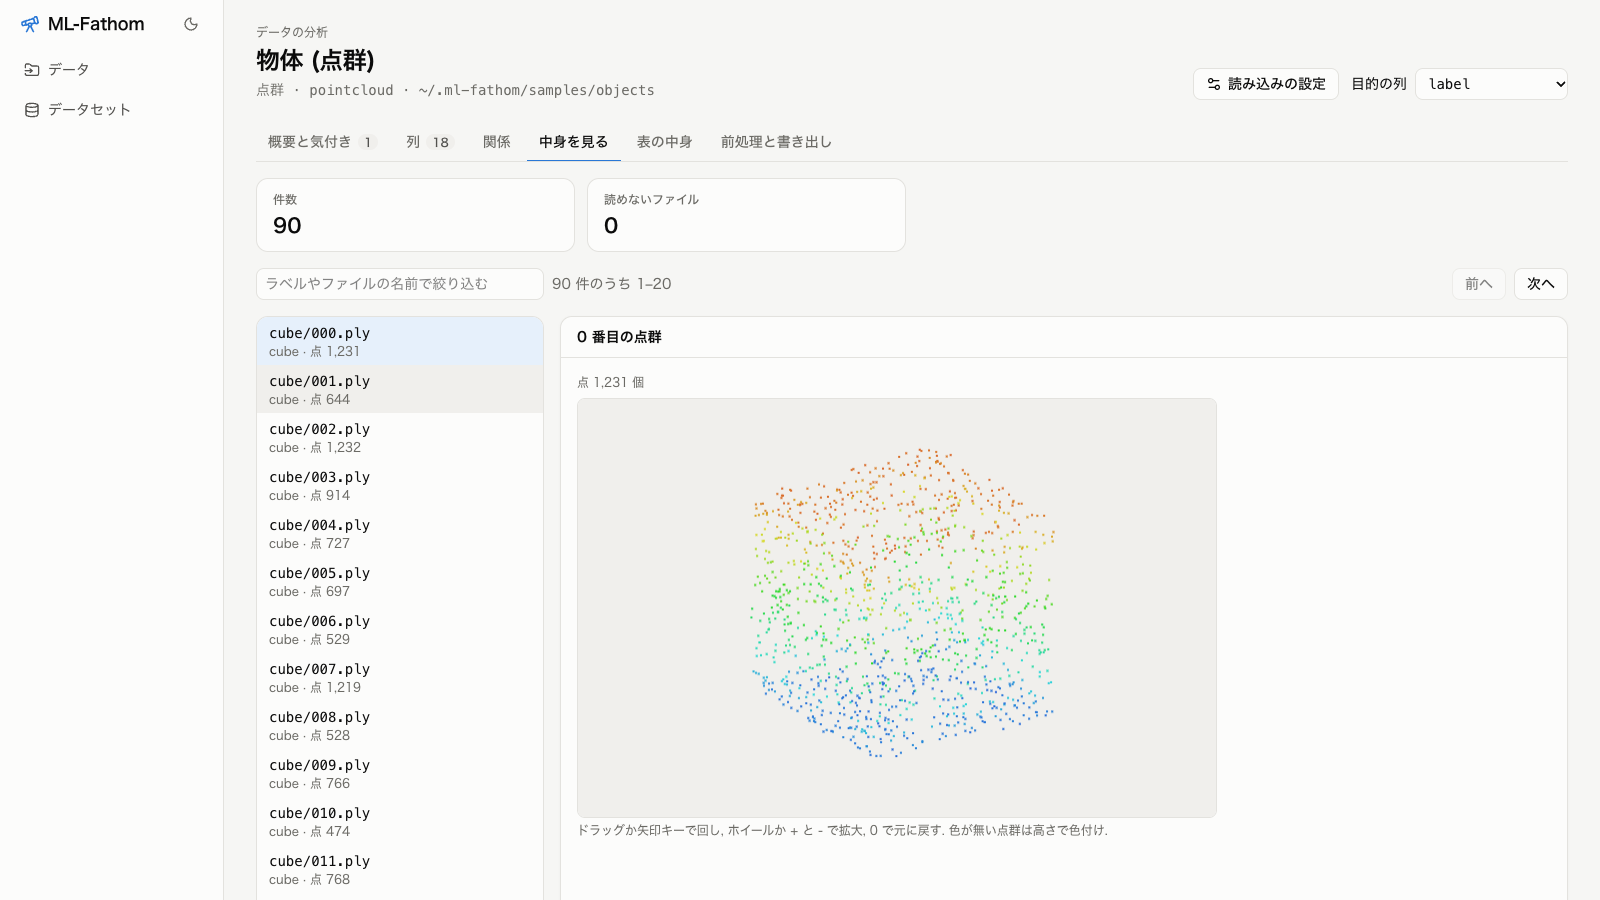 ML-Fathom
データ
データセット
データの分析
物体 (点群)
点群 · pointcloud · ~/.ml-fathom/samples/objects
読み込みの設定
目的の列
label
概要と気付き 1
列 18
関係
中身を見る
表の中身
前処理と書き出し
件数
90
読めないファイル
0
ラベルやファイルの名前で絞り込む
90 件のうち 1–20
前へ
次へ
cube/000.ply
cube · 点 1,231
cube/001.ply
cube · 点 644
cube/002.ply
cube · 点 1,232
cube/003.ply
cube · 点 914
cube/004.ply
cube · 点 727
cube/005.ply
cube · 点 697
cube/006.ply
cube · 点 529
cube/007.ply
cube · 点 1,219
cube/008.ply
cube · 点 528
cube/009.ply
cube · 点 766
cube/010.ply
cube · 点 474
cube/011.ply
cube · 点 768
0 番目の点群
点 1,231 個
ドラッグか矢印キーで回し, ホイールか + と - で拡大, 0 で元に戻す. 色が無い点群は高さで色付け.